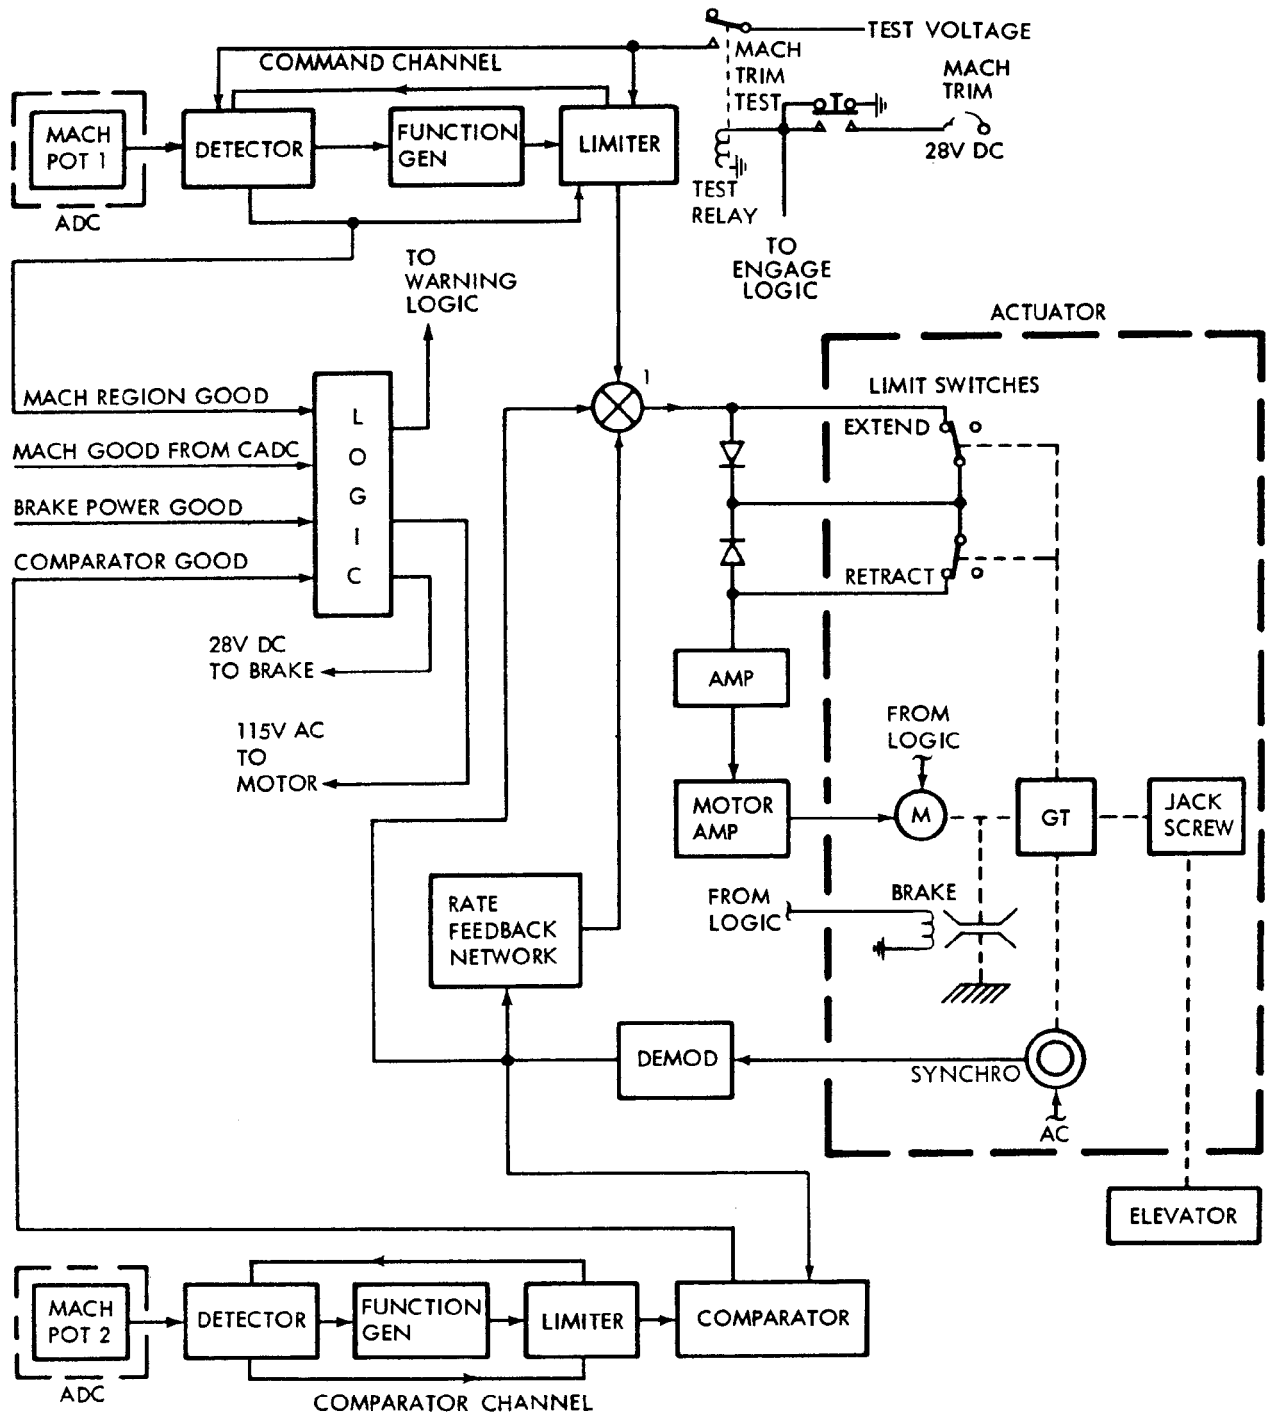 TEST VOLTAGE
COMMAND CHANNEL
MACH
TRIM
TEST
MACH
TRIM
28V DC
MACH
POT 1
ADC
DETECTOR
FUNCTION
GEN
LIMITER
TEST
RELAY
TO
ENGAGE
LOGIC
TO
WARNING
LOGIC
ACTUATOR
MACH REGION GOOD
MACH GOOD FROM CADC
BRAKE POWER GOOD
COMPARATOR GOOD
L
O
G
I
C
1
LIMIT SWITCHES
EXTEND
RETRACT
28V DC
TO BRAKE
115V AC
TO
MOTOR
AMP
MOTOR
AMP
FROM
LOGIC
M
GT
JACK
SCREW
FROM
LOGIC
BRAKE
RATE
FEEDBACK
NETWORK
DEMOD
SYNCHRO
AC
ELEVATOR
MACH
POT 2
ADC
DETECTOR
FUNCTION
GEN
LIMITER
COMPARATOR
COMPARATOR CHANNEL